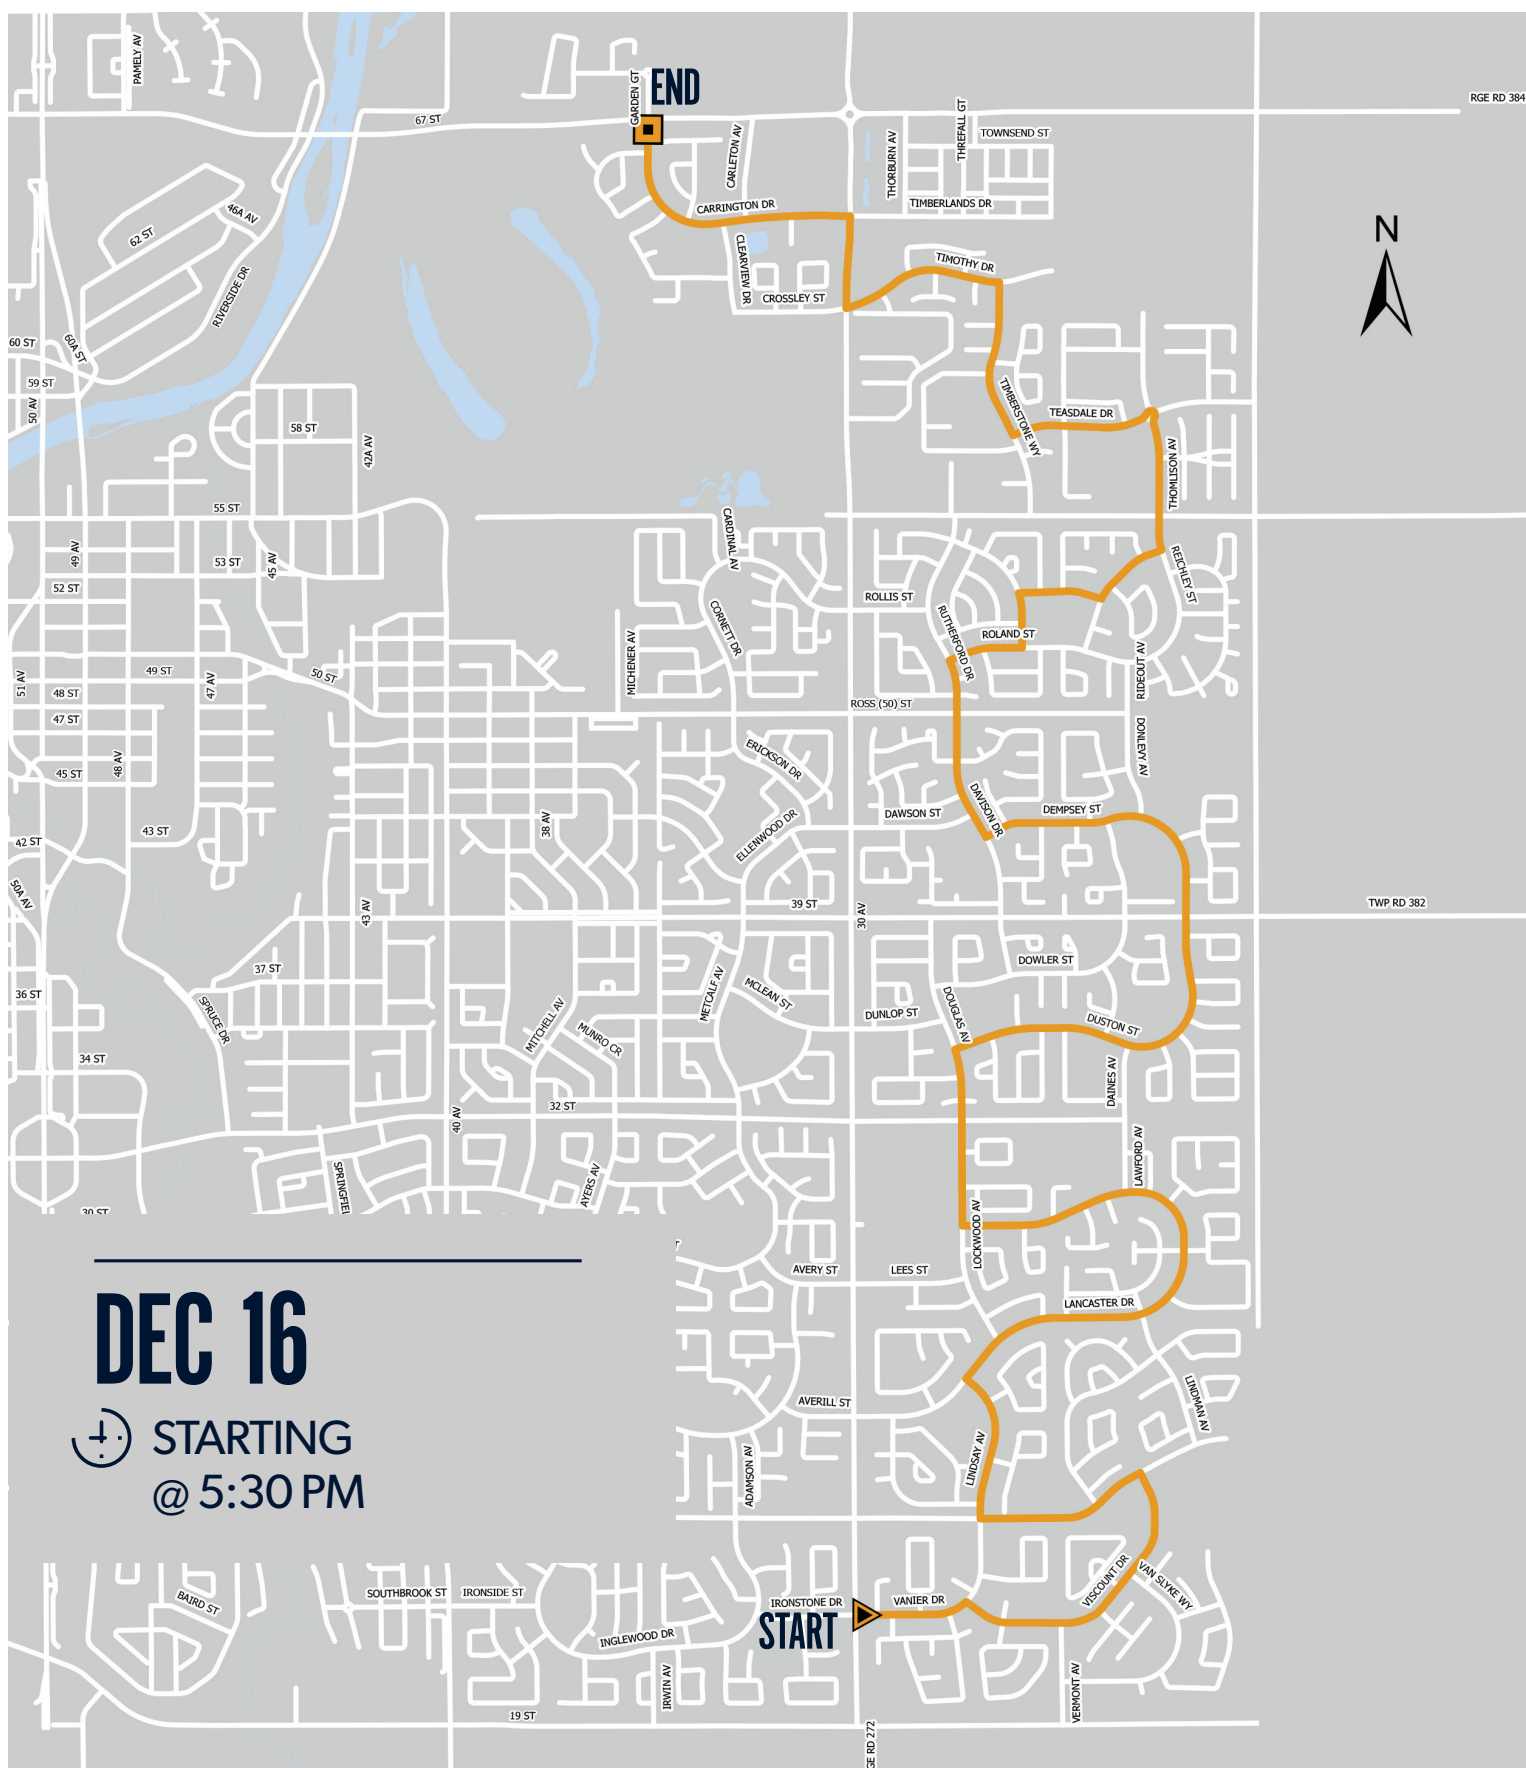 PAMELY AV
END
GARDEN GT
RGE RD 384
67 ST
THREFALL GT
TOWNSEND ST
CARLETON AV
THORBURN AV
CARRINGTON DR
TIMBERLANDS DR
46A AV
62 ST
N
CLEARVIEW DR
TIMOTHY DR
RIVERSIDE DR
CROSSLEY ST
60 ST
60A ST
59 ST
50 AV
TIMBERSTONE WY
TEASDALE DR
58 ST
42A AV
THOMLISON AV
55 ST
CARDINAL AV
49 AV
53 ST
45 AV
REICHLEY ST
52 ST
ROLLIS ST
CORNETT DR
RUTHERFORD DR
ROLAND ST
MICHENER AV
RIDEOUT AV
49 ST
50 ST
51 AV
47 AV
48 ST
ROSS (50) ST
47 ST
DONLEVY AV
48 AV
ERICKSON DR
45 ST
DAVISON DR
DEMPSEY ST
DAWSON ST
38 AV
43 ST
ELLENWOOD DR
42 ST
50A AV
39 ST
43 AV
30 AV
TWP RD 382
37 ST
DOWLER ST
36 ST
METCALF AV
MCLEAN ST
SPRUCE DR
DOUGLAS AV
DUNLOP ST
MITCHELL AV
MUNRO CR
DUSTON ST
34 ST
DAINES AV
32 ST
40 AV
LAWFORD AV
SPRINGFIEL
AYERS AV
30 ST
LOCKWOOD AV
AVERY ST
LEES ST
LANCASTER DR
DEC 16
AVERILL ST
LINDMAN AV
STARTING
LINDSAY AV
ADAMSON AV
@ 5:30 PM
VISCOUNT DR
VAN SLYKE WY
BAIRD ST
SOUTHBROOK ST
IRONSIDE ST
IRONSTONE DR
VANIER DR
START
INGLEWOOD DR
IRWIN AV
VERMONT AV
19 ST
GE RD 272